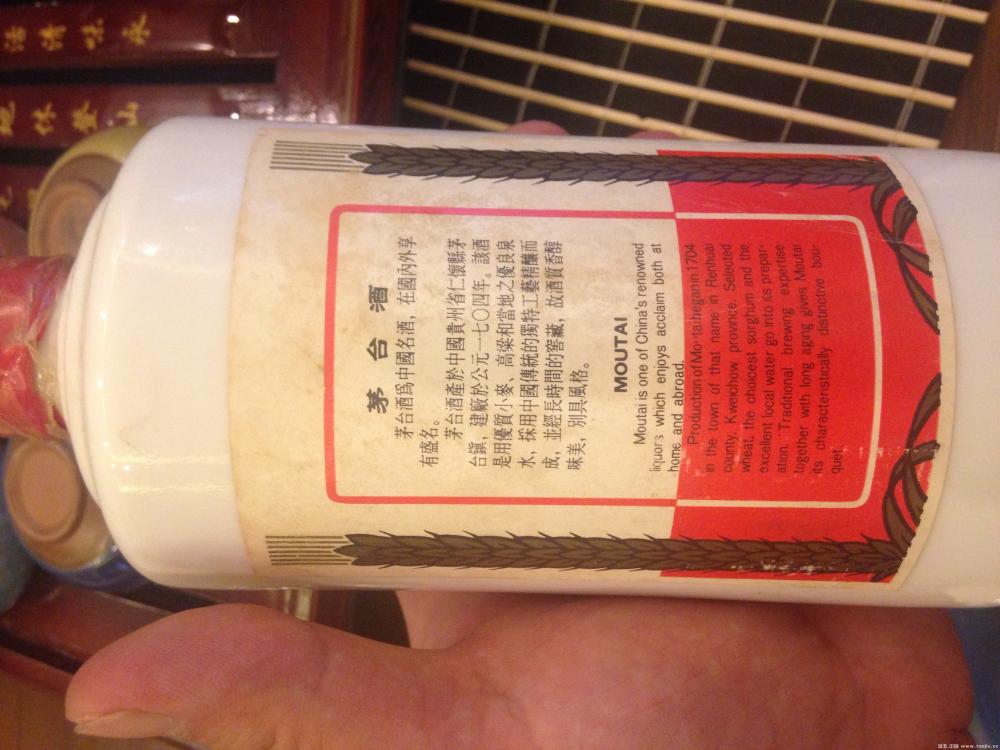 茅台酒
茅台酒爲中國名酒，在國內外享
有盛名。
茅台酒產於中國貴州省仁懷縣茅
台鎮，建廠於公元一七〇四年。該酒
是用優質小麥、高粱和當地之優良泉
水，採用中國傳統的獨特工藝精釀而
成，並經長時間的窖藏，故酒質香醇
味美，別具風格。
MOUTAI
Moutai is one of China's renowned
liquors which enjoys acclaim both at
home and abroad.
Production of Moutai began in 1704
in the town of that name in Renhuai
county, Kweichow province. Selected
wheat, the choicest sorghum and the
excellent local water go into its prepar-
ation. Traditional brewing expertise
together with long aging gives Moutai
its characteristically distinctive bou-
quet.